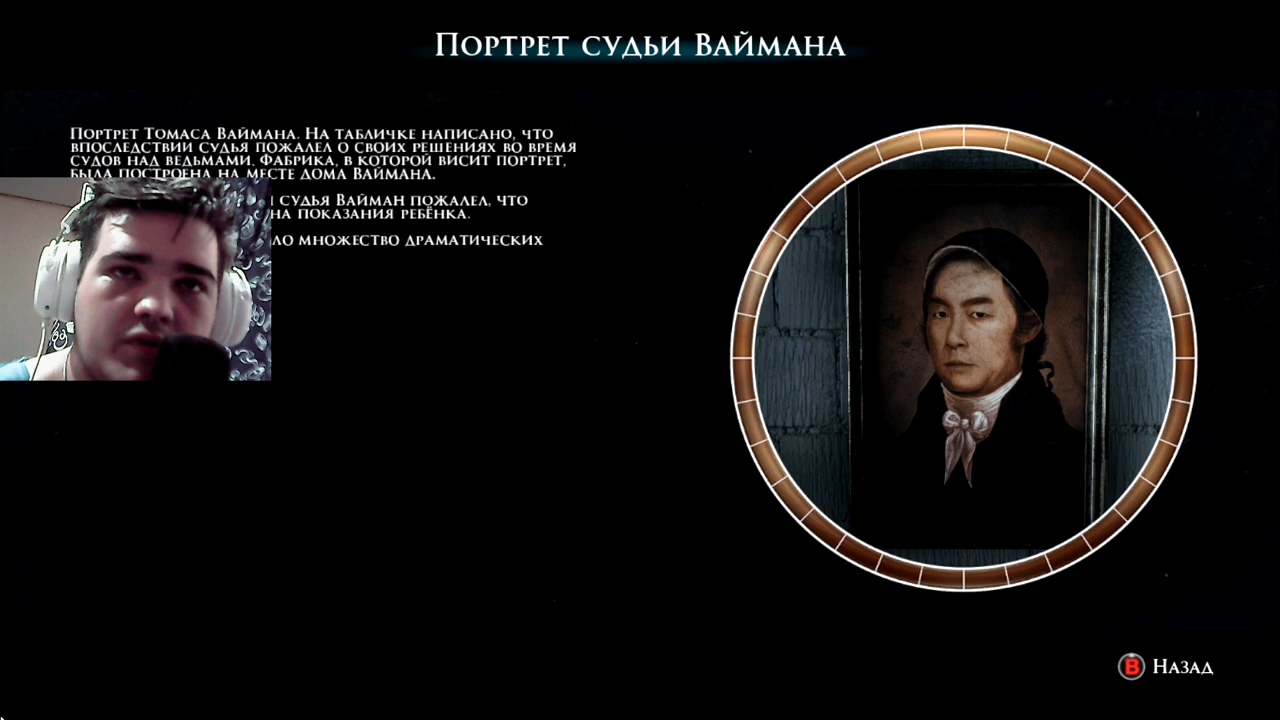 Портрет судьи Ваймана
Портрет Томаса Ваймана. На табличке написано, что
впоследствии судья пожалел о своих решениях во время
судов над ведьмами. Фабрика, в которой висит портрет,
была построена на месте дома Ваймана.
судья Вайман пожалел, что
на показания ребёнка.
множество драматических
B Назад